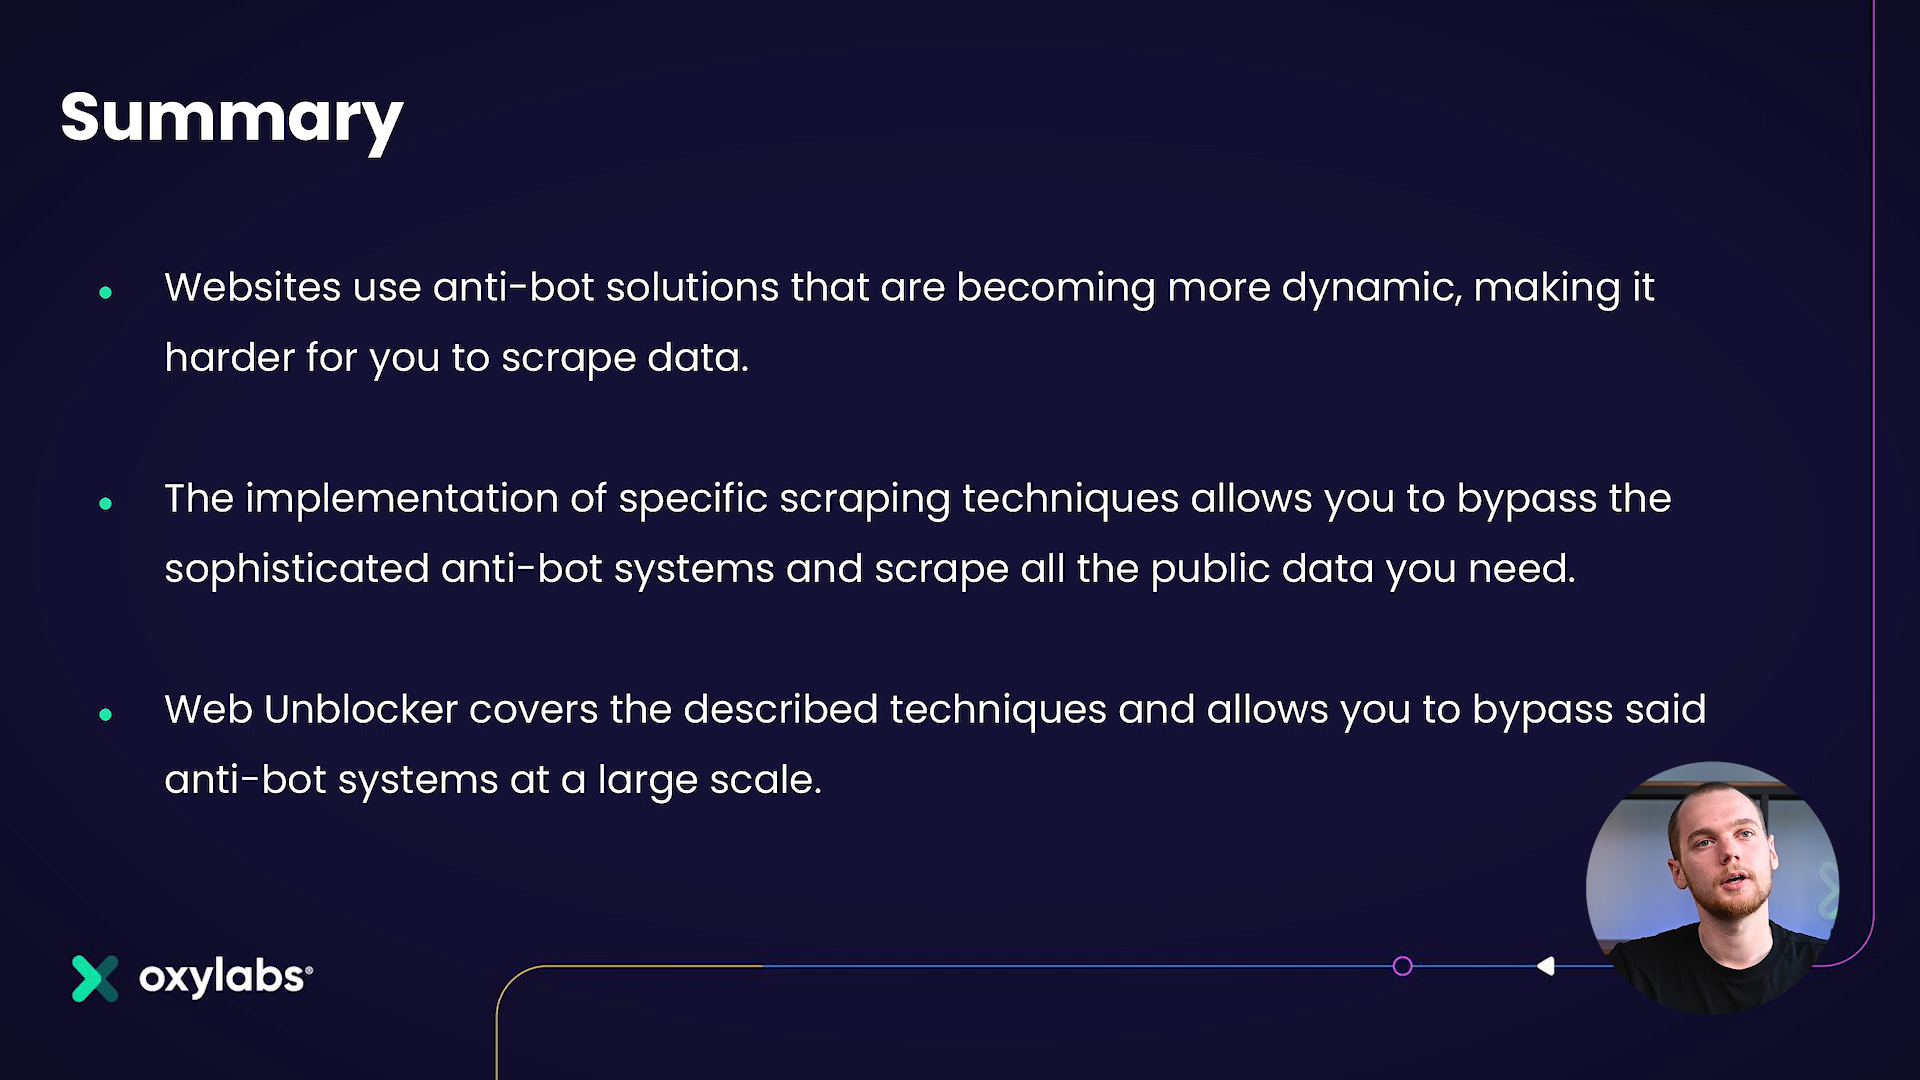 Summary
Websites use anti-bot solutions that are becoming more dynamic, making it
harder for you to scrape data.
The implementation of specific scraping techniques allows you to bypass the
sophisticated anti-bot systems and scrape all the public data you need.
Web Unblocker covers the described techniques and allows you to bypass said
anti-bot systems at a large scale.
oxylabs®